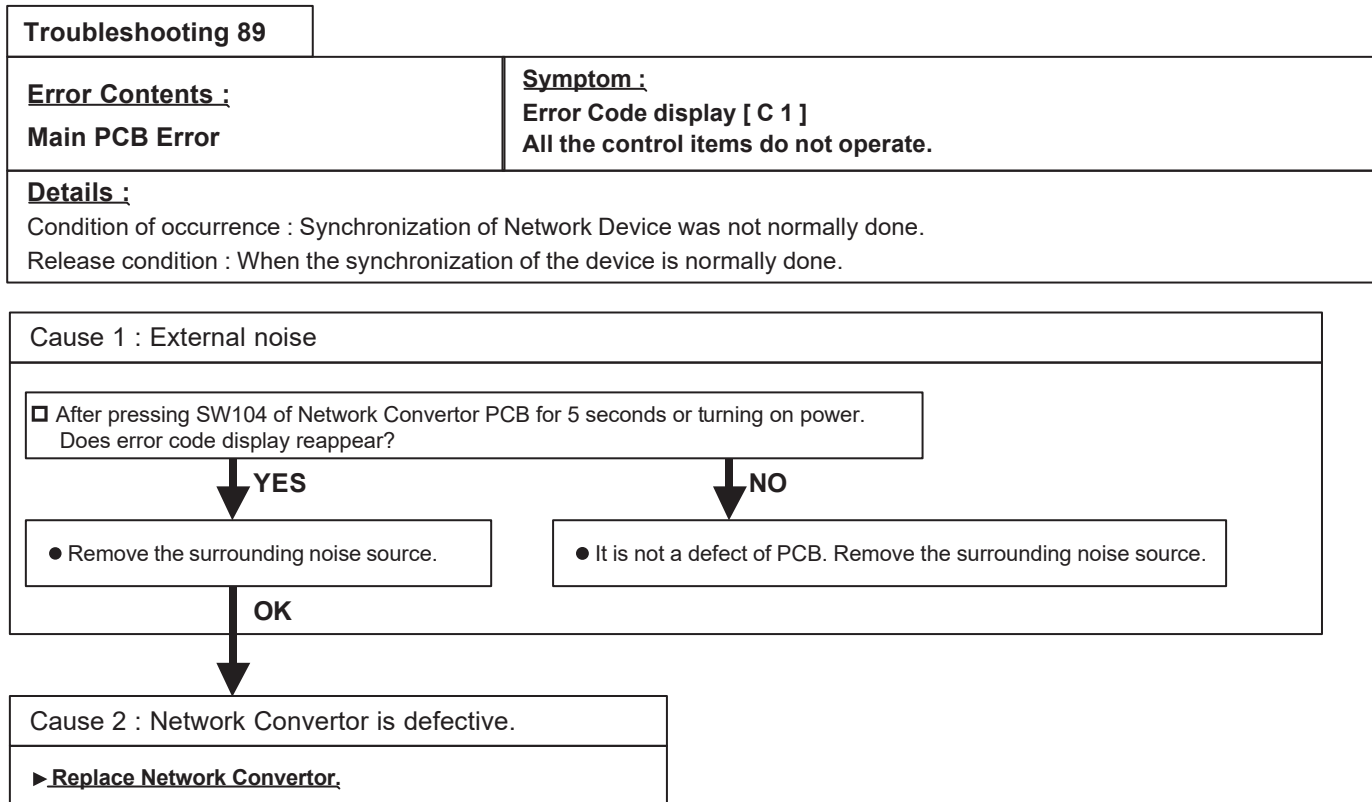 Troubleshooting 89
Error Contents :
Main PCB Error
Symptom :
Error Code display [ C 1 ]
All the control items do not operate.
Details :
Condition of occurrence : Synchronization of Network Device was not normally done.
Release condition : When the synchronization of the device is normally done.
Cause 1 : External noise
After pressing SW104 of Network Convertor PCB for 5 seconds or turning on power.
Does error code display reappear?
YES
NO
● Remove the surrounding noise source.
● It is not a defect of PCB. Remove the surrounding noise source.
OK
Cause 2 : Network Convertor is defective.
►Replace Network Convertor.